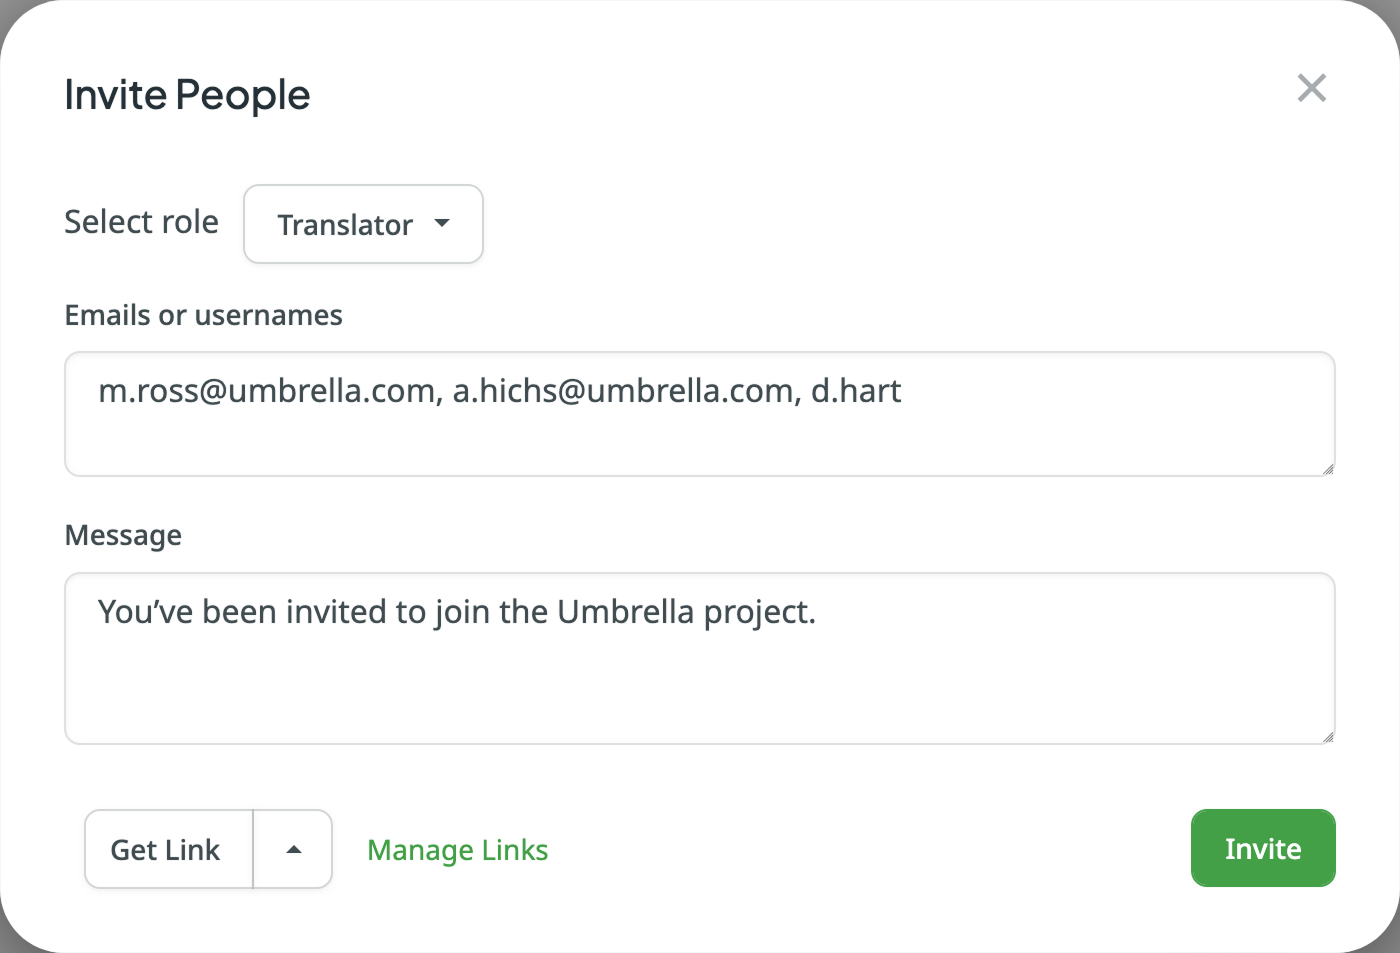 Invite People
Select role
Translator
Emails or usernames
m.ross@umbrella.com, a.hichs@umbrella.com, d.hart
Message
You’ve been invited to join the Umbrella project.
Get Link
Manage Links
Invite